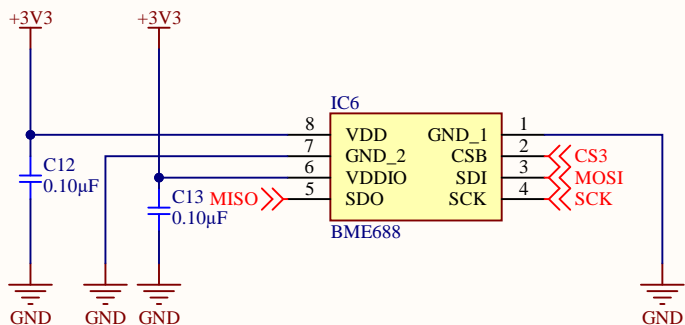 +3V3
+3V3
IC6
8 VDD GND_1 1
7 GND_2 CSB 2 CS3
6 VDDIO SDI 3 MOSI
MISO 5 SDO SCK 4 SCK
BME688
C12
0.10µF
C13
0.10µF
GND
GND
GND
GND